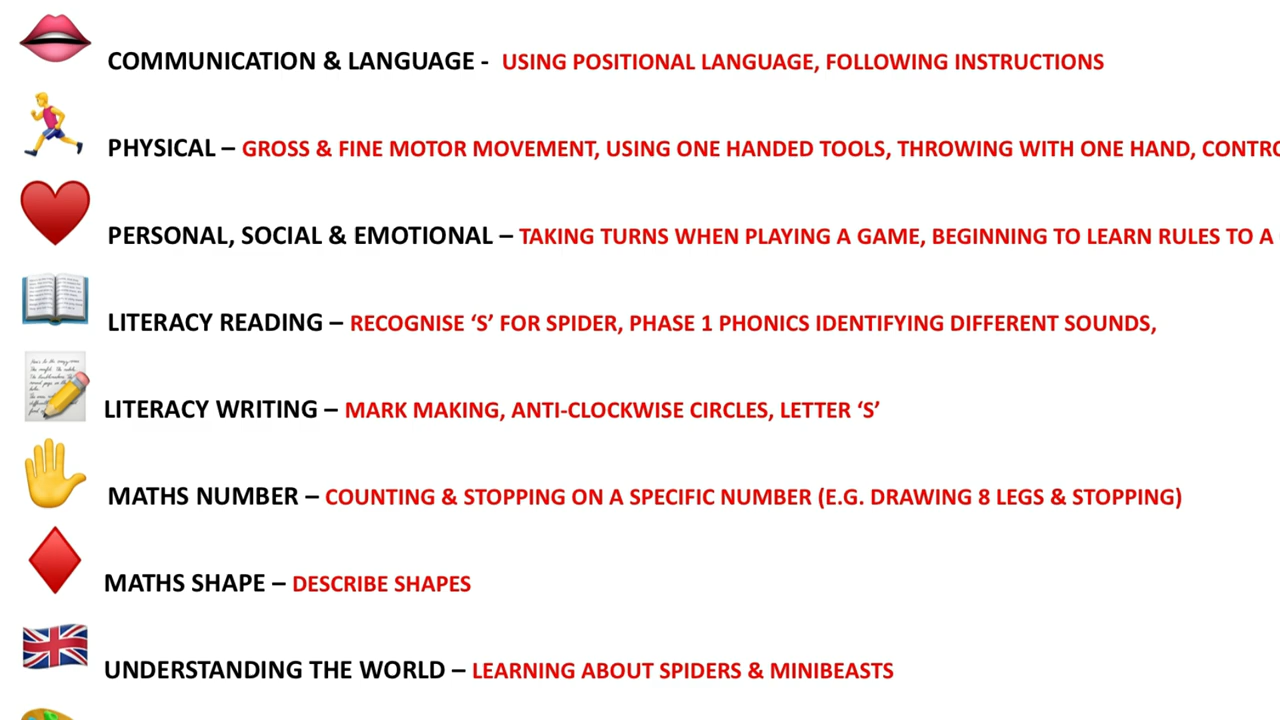 COMMUNICATION & LANGUAGE - USING POSITIONAL LANGUAGE, FOLLOWING INSTRUCTIONS
PHYSICAL – GROSS & FINE MOTOR MOVEMENT, USING ONE HANDED TOOLS, THROWING WITH ONE HAND,
PERSONAL, SOCIAL & EMOTIONAL – TAKING TURNS WHEN PLAYING A GAME, BEGINNING TO LEARN RULES TO A
LITERACY READING – RECOGNISE ‘S’ FOR SPIDER, PHASE 1 PHONICS IDENTIFYING DIFFERENT SOUNDS,
LITERACY WRITING – MARK MAKING, ANTI-CLOCKWISE CIRCLES, LETTER ‘S’
MATHS NUMBER – COUNTING & STOPPING ON A SPECIFIC NUMBER (E.G. DRAWING 8 LEGS & STOPPING)
MATHS SHAPE – DESCRIBE SHAPES
UNDERSTANDING THE WORLD – LEARNING ABOUT SPIDERS & MINIBEASTS